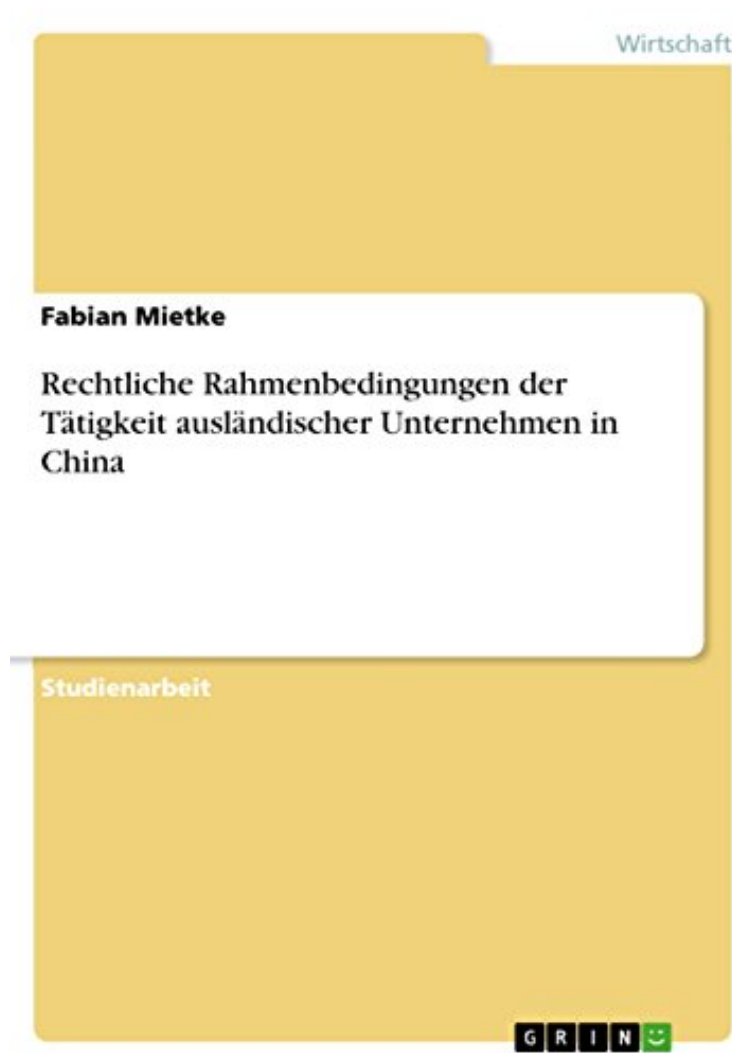 Wirtschaft
Fabian Mietke
Rechtliche Rahmenbedingungen der
Tätigkeit ausländischer Unternehmen in
China
Studienarbeit
GRIN